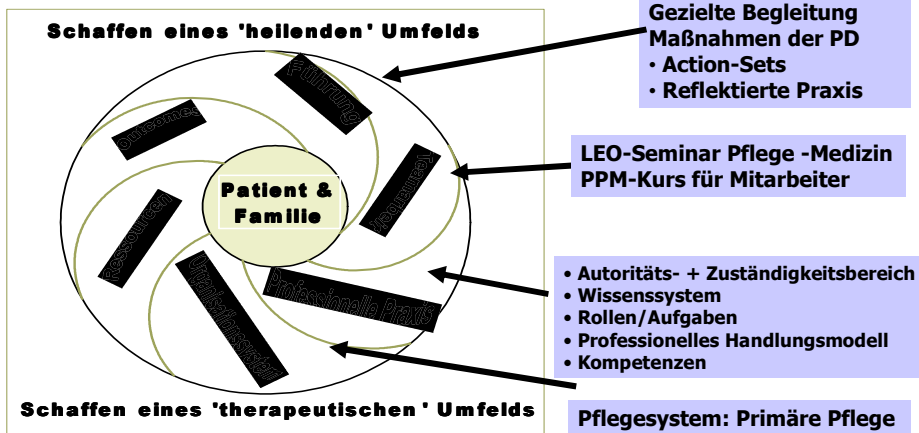 Schaffen eines 'heilenden' Umfelds
Führung
Outcomes
Teamarbeit
Patient &
Familie
Ressourcen
Professionelle Praxis
Schaffen eines 'therapeutischen' Umfelds
Gezielte Begleitung
Maßnahmen der PD
• Action-Sets
• Reflektierte Praxis
LEO-Seminar Pflege -Medizin
PPM-Kurs für Mitarbeiter
• Autoritäts- + Zuständigkeitsbereich
• Wissenssystem
• Rollen/Aufgaben
• Professionelles Handlungsmodell
• Kompetenzen
Pflegesystem: Primäre Pflege